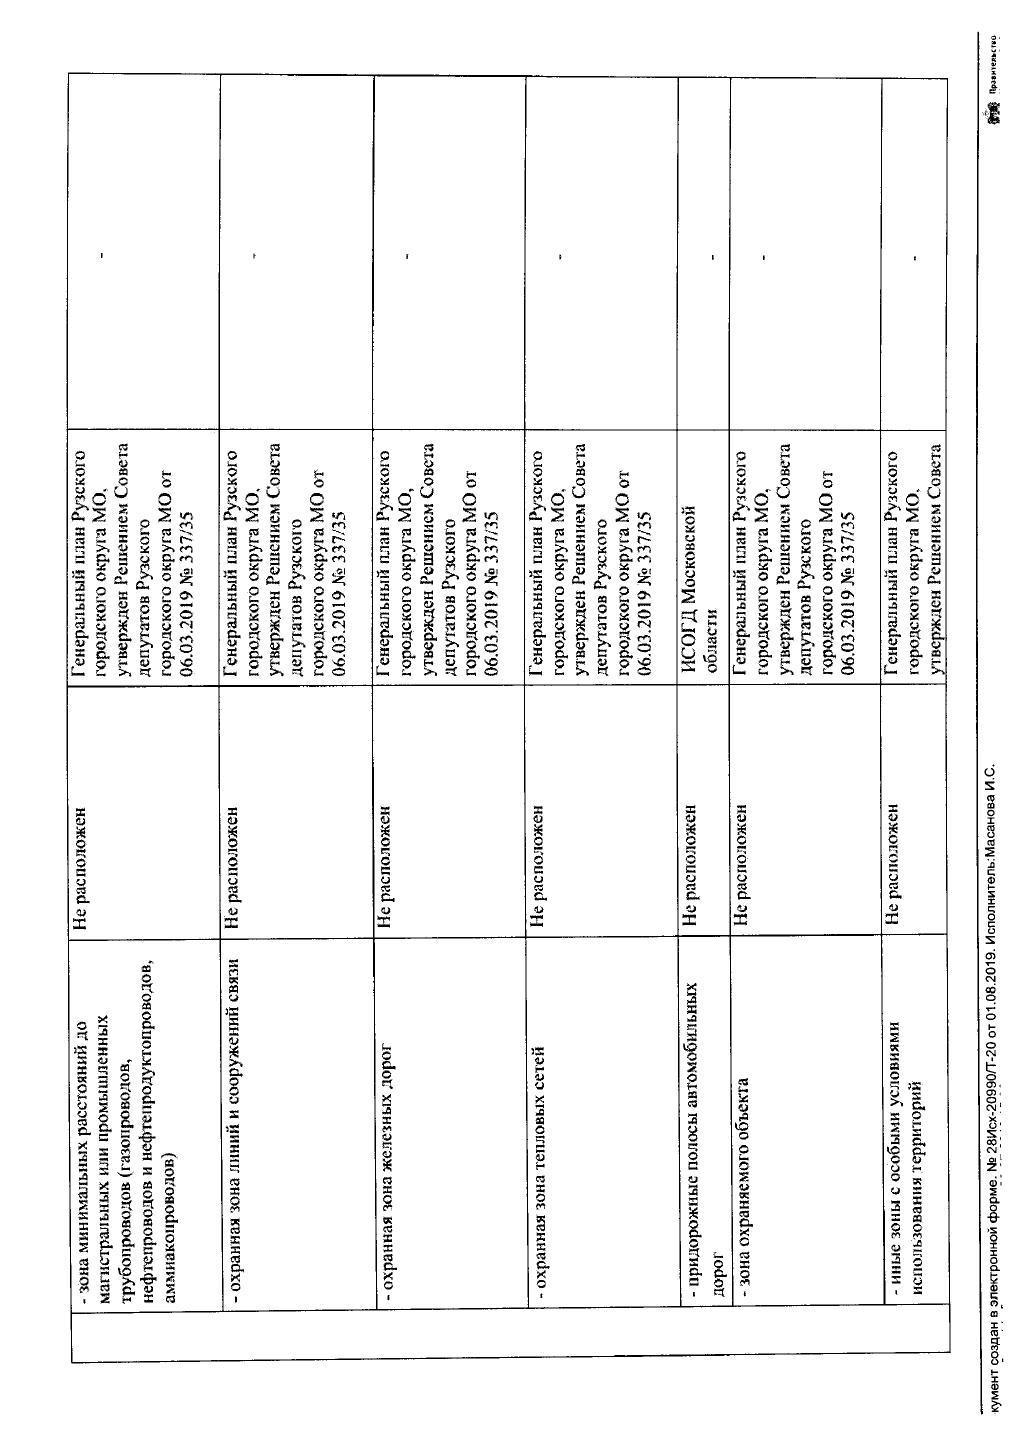 - зона минимальных расстояний до
магистральных или промышленных
трубопроводов (газопроводов,
нефтепроводов и нефтепродуктопроводов,
аммиакопроводов)
Не расположен
Генеральный план Рузского
городского округа МО,
утвержден Решением Совета
депутатов Рузского
городского округа МО от
06.03.2019 № 337/35
-
- охранная зона линий и сооружений связи
Не расположен
Генеральный план Рузского
городского округа МО,
утвержден Решением Совета
депутатов Рузского
городского округа МО от
06.03.2019 № 337/35
-
- охранная зона железных дорог
Не расположен
Генеральный план Рузского
городского округа МО,
утвержден Решением Совета
депутатов Рузского
городского округа МО от
06.03.2019 № 337/35
-
- охранная зона тепловых сетей
Не расположен
Генеральный план Рузского
городского округа МО,
утвержден Решением Совета
депутатов Рузского
городского округа МО от
06.03.2019 № 337/35
-
- придорожные полосы автомобильных
дорог
Не расположен
ИСОГД Московской
области
-
- зона охраняемого объекта
Не расположен
Генеральный план Рузского
городского округа МО,
утвержден Решением Совета
депутатов Рузского
городского округа МО от
06.03.2019 № 337/35
-
- иные зоны с особыми условиями
использования территорий
Не расположен
Генеральный план Рузского
городского округа МО,
утвержден Решением Совета
-
кумент создан в электронной форме. № 28Исх-20990/Т-20 от 01.08.2019. Исполнитель:Масанова И.С.
Правительство